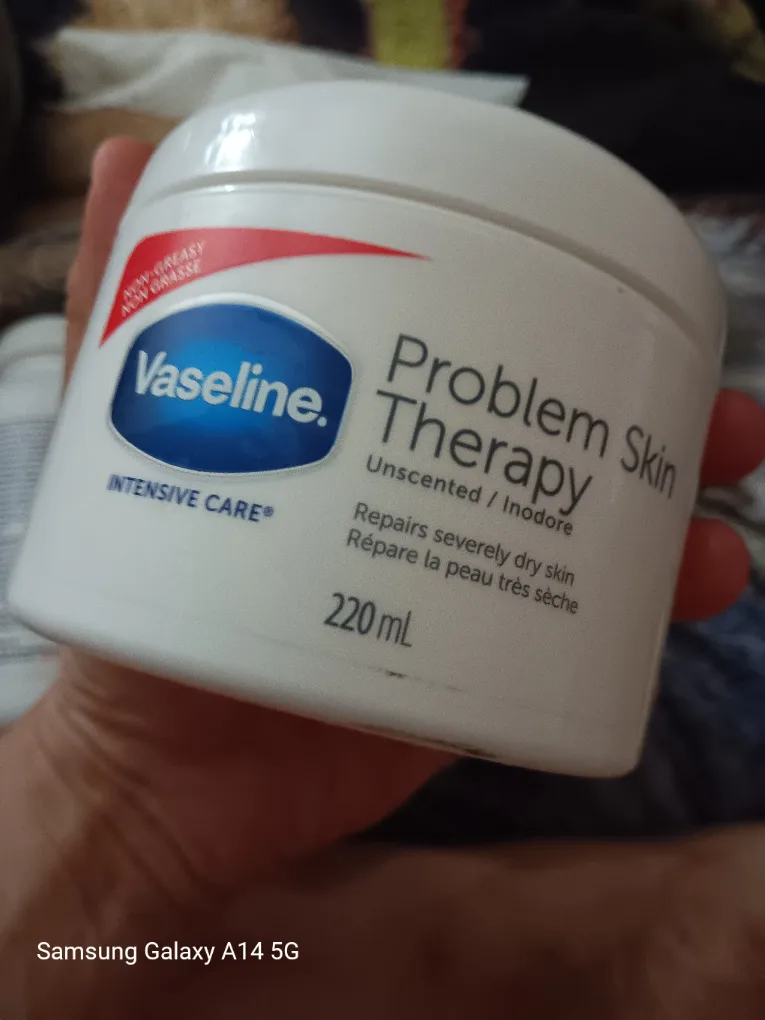 NON-GREASY
NON GRASSE
Vaseline.
INTENSIVE CARE®
Problem Skin
Therapy
Unscented / Inodore
Repairs severely dry skin
Répare la peau très sèche
220 mL
Samsung Galaxy A14 5G